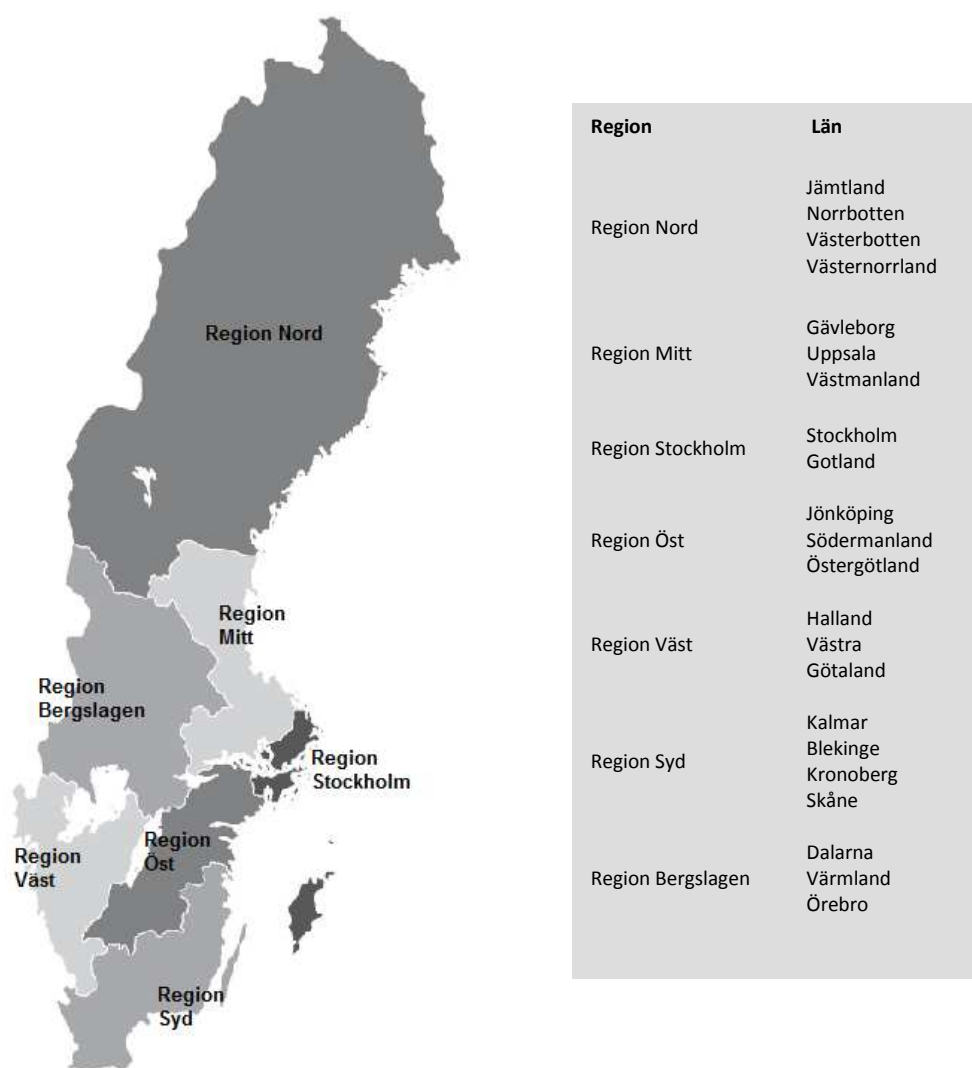 Region Nord
Region
Mitt
Region
Bergslagen
Region
Stockholm
Region
Väst
Region
Öst
Region
Syd
Region Län
Region Nord
Jämtland
Norrbotten
Västerbotten
Västernorrland
Region Mitt
Gävleborg
Uppsala
Västmanland
Region Stockholm
Stockholm
Gotland
Region Öst
Jönköping
Södermanland
Östergötland
Region Väst
Halland
Västra
Götaland
Region Syd
Kalmar
Blekinge
Kronoberg
Skåne
Region Bergslagen
Dalarna
Värmland
Örebro